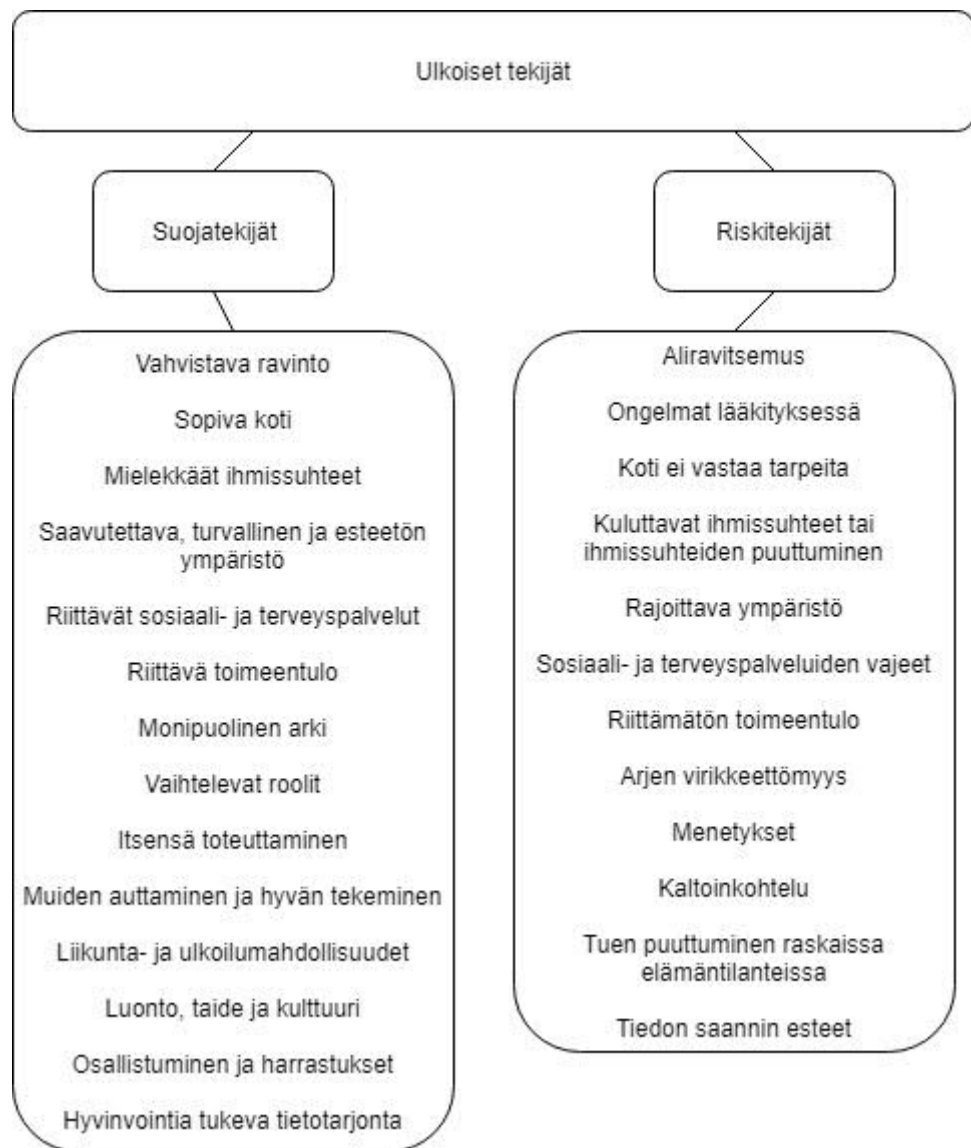 Ulkoiset tekijät
Suojatekijät
Riskitekijät
Vahvistava ravinto
Sopiva koti
Mielekkäät ihmissuhteet
Saavutettava, turvallinen ja esteetön
ympäristö
Riittävät sosiaali- ja terveyspalvelut
Riittävä toimeentulo
Monipuolinen arki
Vaihtelevat roolit
Itsensä toteuttaminen
Muiden auttaminen ja hyvän tekeminen
Liikunta- ja ulkoilumahdollisuudet
Luonto, taide ja kulttuuri
Osallistuminen ja harrastukset
Hyvinvointia tukeva tietotarjonta
Aliravitsemus
Ongelmat lääkityksessä
Koti ei vastaa tarpeita
Kuluttavat ihmissuhteet tai
ihmissuhteiden puuttuminen
Rajoittava ympäristö
Sosiaali- ja terveyspalveluiden vajeet
Riittämätön toimeentulo
Arjen virikkeettömyys
Menetykset
Kaltoinkohtelu
Tuen puuttuminen raskaissa
elämäntilanteissa
Tiedon saannin esteet